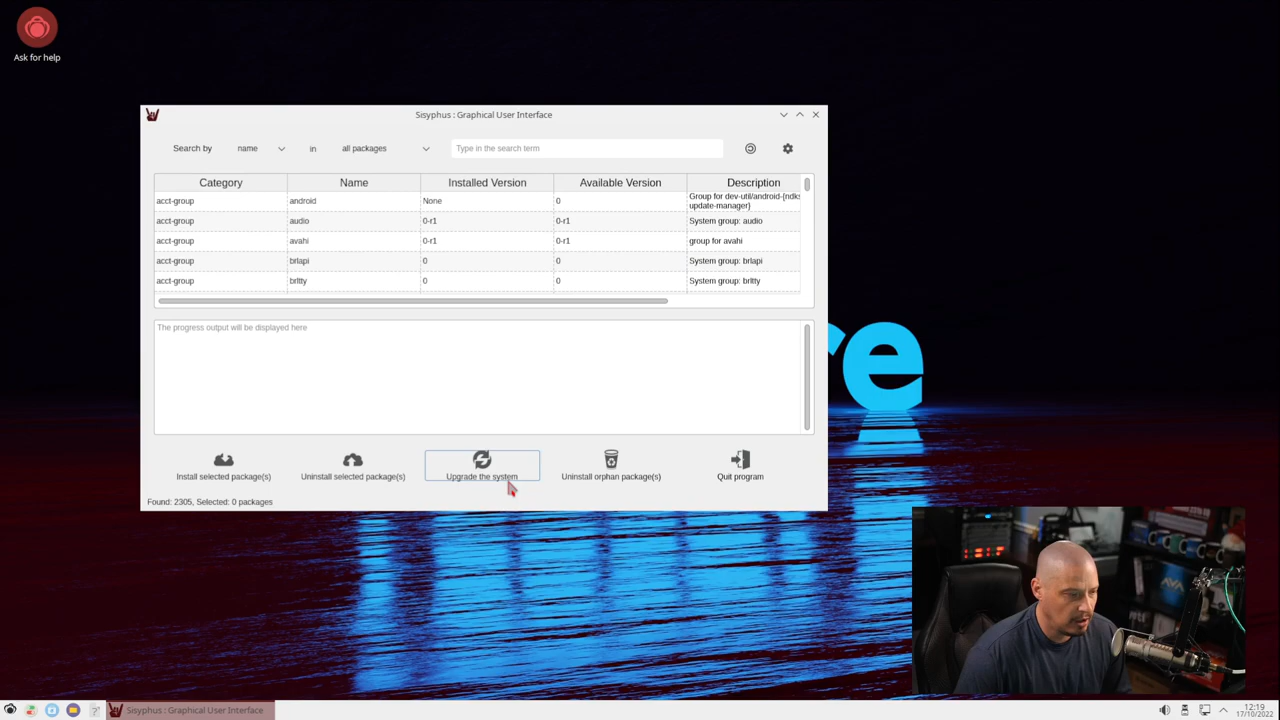 Ask for help
Sisyphus : Graphical User Interface
Search by name in all packages Type in the search term
Category Name Installed Version Available Version Description
acct-group android None 0 Group for dev-util/android-{ndk
update-manager}
acct-group audio 0-r1 0-r1 System group: audio
acct-group avahi 0-r1 0-r1 group for avahi
acct-group brlapi 0 0 System group: brlapi
acct-group brltty 0 0 System group: brltty
The progress output will be displayed here
Install selected package(s) Uninstall selected package(s) Upgrade the system Uninstall orphan package(s) Quit program
Found: 2305, Selected: 0 packages
re
Sisyphus : Graphical User Interface
12:19
17/10/2022